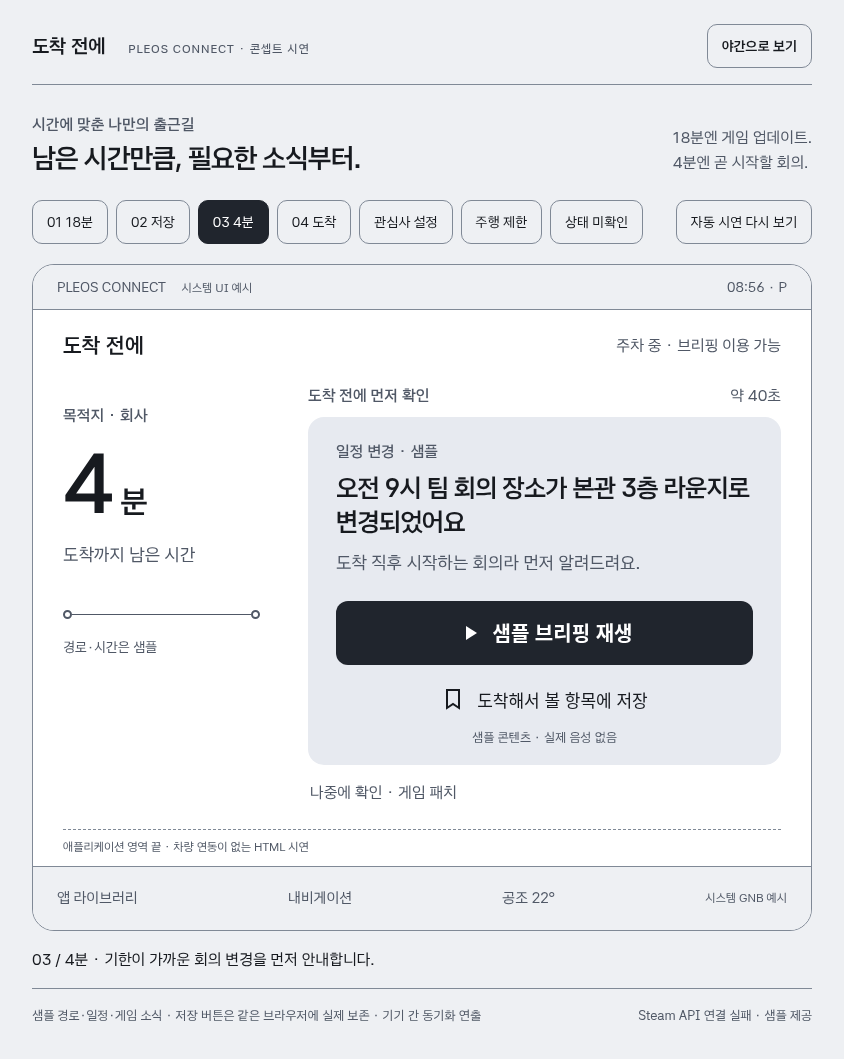 도착 전에
PLEOS CONNECT · 콘셉트 시연
야간으로 보기
시간에 맞춘 나만의 출근길
남은 시간만큼, 필요한 소식부터.
18분엔 게임 업데이트.
4분엔 곧 시작할 회의.
01 18분
02 저장
03 4분
04 도착
관심사 설정
주행 제한
상태 미확인
자동 시연 다시 보기
PLEOS CONNECT
시스템 UI 예시
08:56 · P
도착 전에
주차 중 · 브리핑 이용 가능
목적지 · 회사
4 분
도착까지 남은 시간
경로·시간은 샘플
도착 전에 먼저 확인
약 40초
일정 변경 · 샘플
오전 9시 팀 회의 장소가 본관 3층 라운지로
변경되었어요
도착 직후 시작하는 회의라 먼저 알려드려요.
샘플 브리핑 재생
도착해서 볼 항목에 저장
샘플 콘텐츠 · 실제 음성 없음
나중에 확인 · 게임 패치
애플리케이션 영역 끝 · 차량 연동이 없는 HTML 시연
앱 라이브러리
내비게이션
공조 22°
시스템 GNB 예시
03 / 4분 · 기한이 가까운 회의 변경을 먼저 안내합니다.
샘플 경로·일정·게임 소식 · 저장 버튼은 같은 브라우저에 실제 보존 · 기기 간 동기화 연출
Steam API 연결 실패 · 샘플 제공